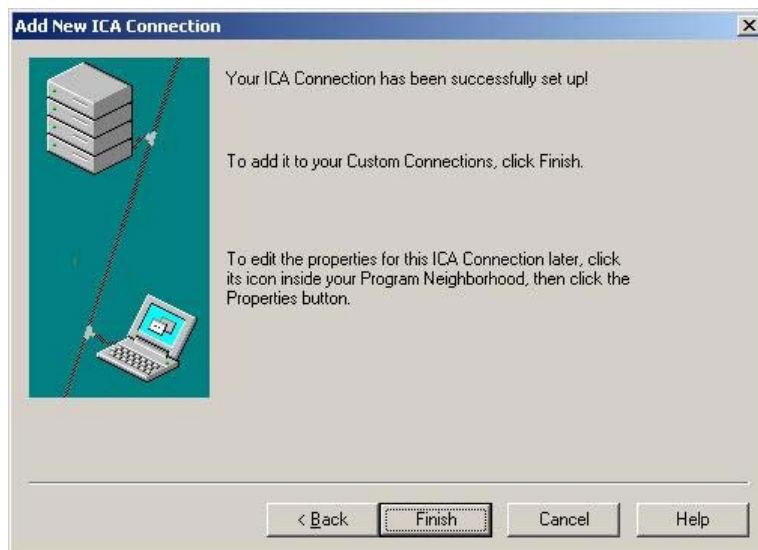 Add New ICA Connection
Your ICA Connection has been successfully set up!
To add it to your Custom Connections, click Finish.
To edit the properties for this ICA Connection later, click
its icon inside your Program Neighborhood, then click the
Properties button.
< Back
Finish
Cancel
Help